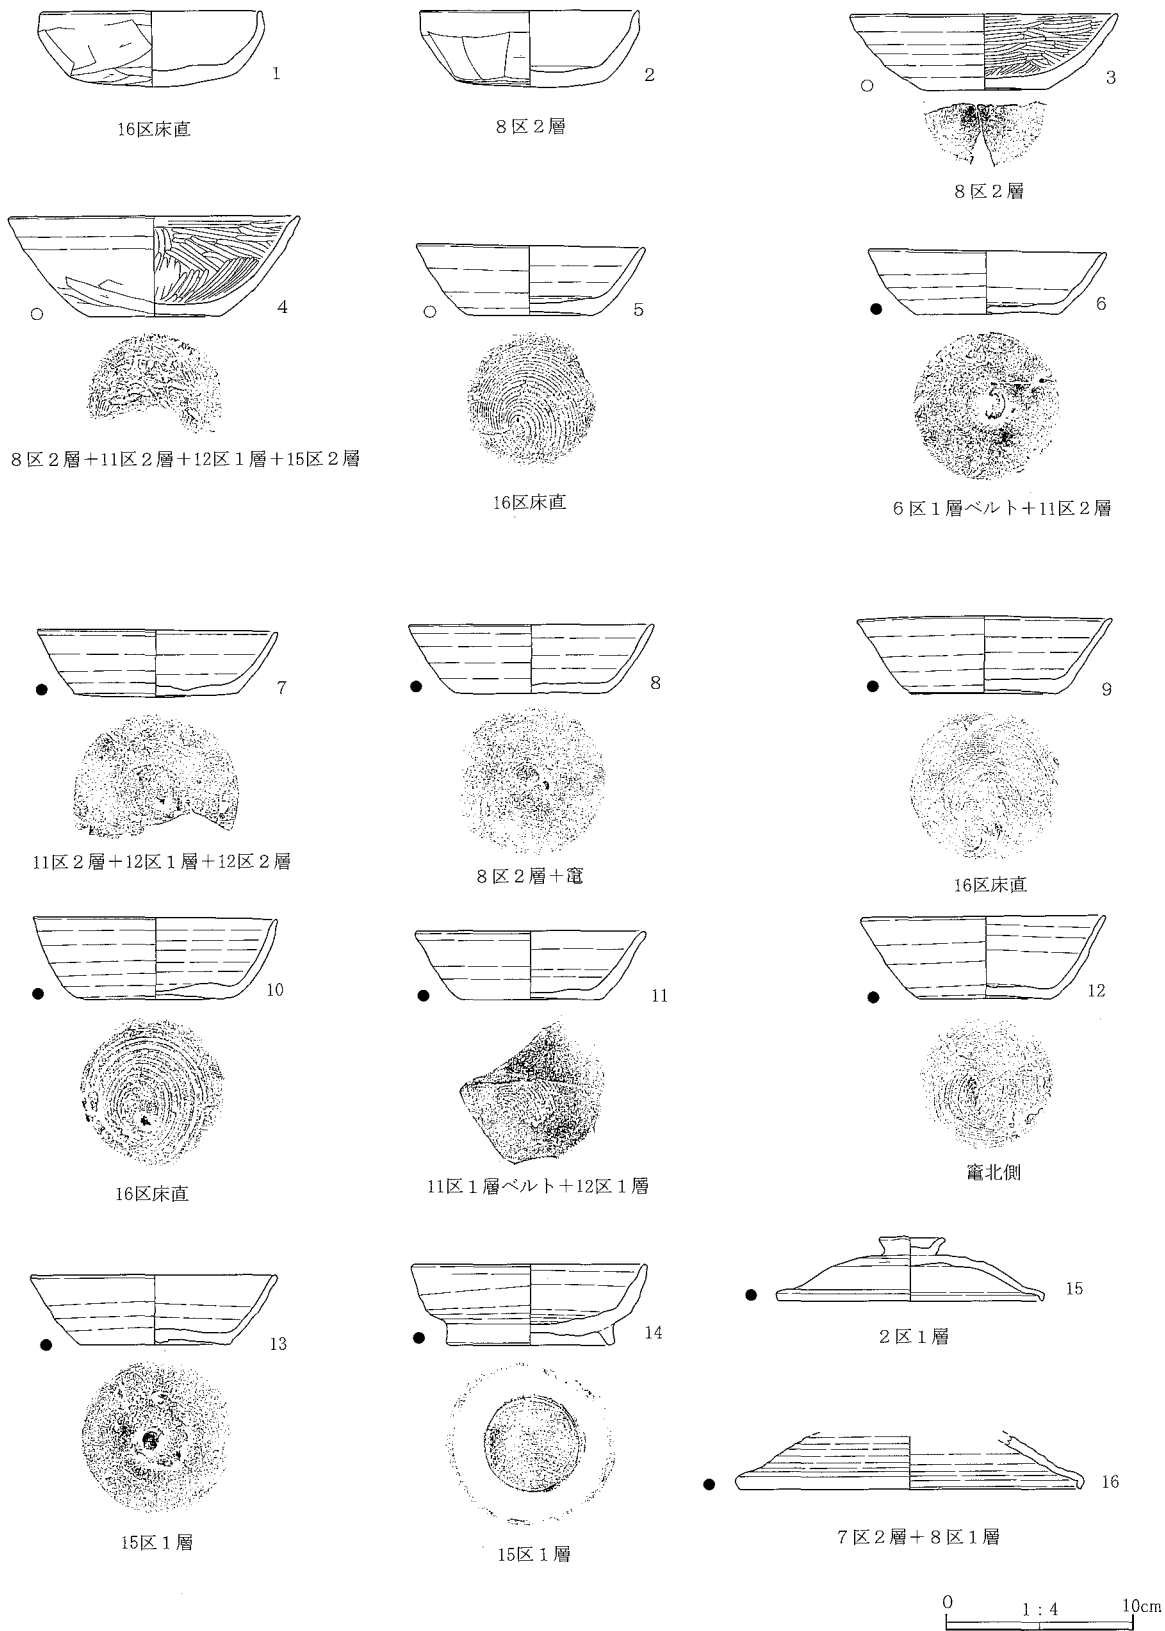 1
16区床直
2
8区2層
3
8区2層
4
8区2層+11区2層+12区1層+15区2層
5
16区床直
6
6区1層ベルト+11区2層
7
11区2層+12区1層+12区2層
8
8区2層+竃
9
16区床直
10
16区床直
11
11区1層ベルト+12区1層
12
竃北側
13
15区1層
14
15区1層
15
2区1層
16
7区2層+8区1層
0 1:4 10cm